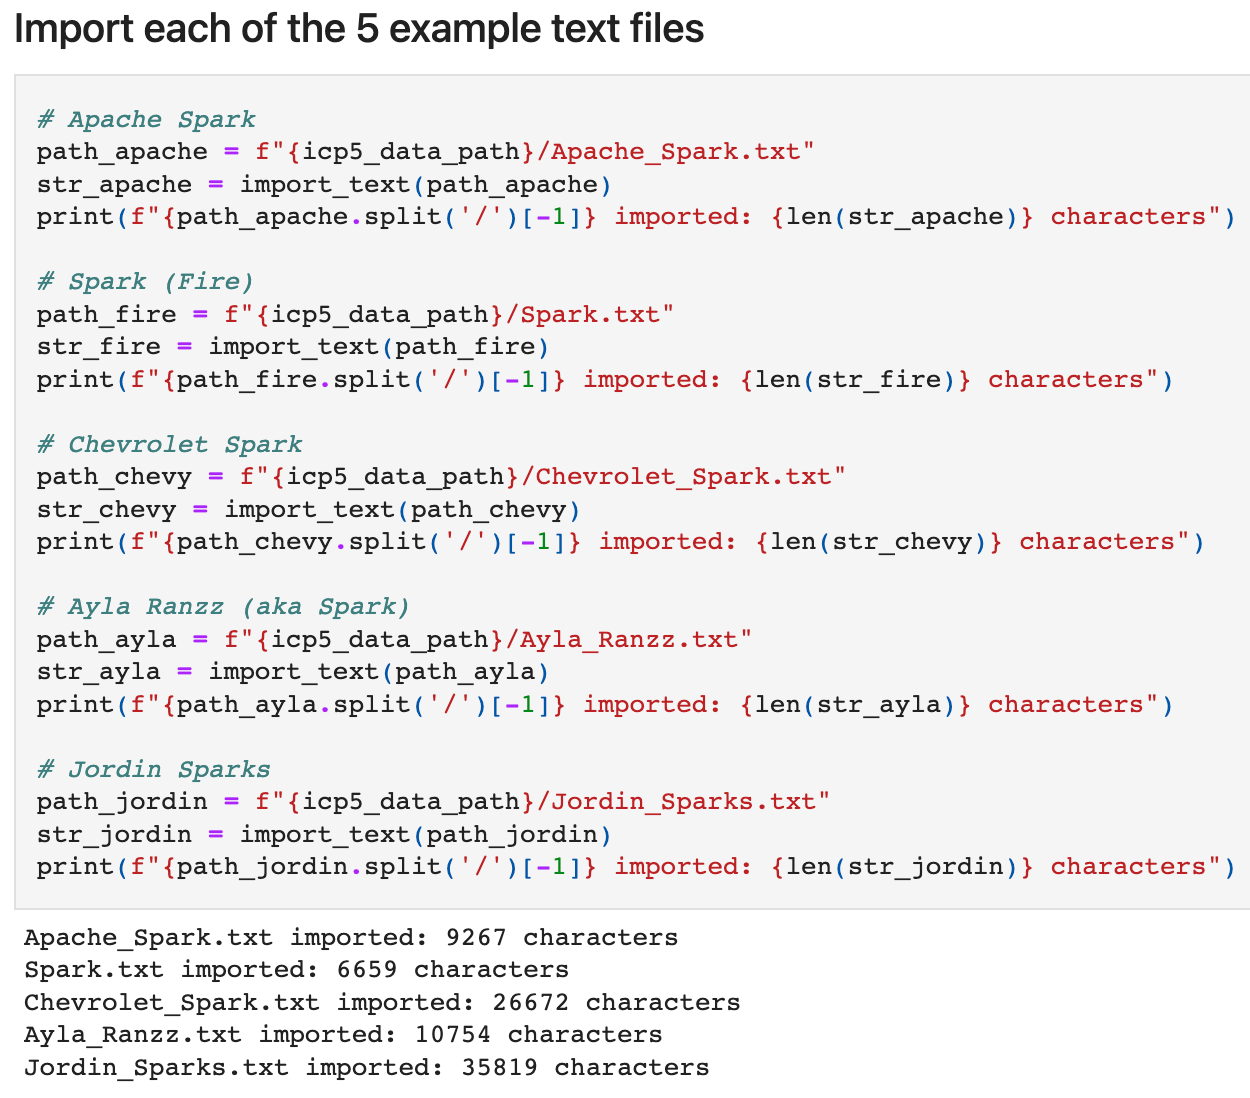 Import each of the 5 example text files
# Apache Spark
path_apache = f"{icp5_data_path}/Apache_Spark.txt"
str_apache = import_text(path_apache)
print(f"{path_apache.split('/')[-1]} imported: {len(str_apache)} characters")
# Spark (Fire)
path_fire = f"{icp5_data_path}/Spark.txt"
str_fire = import_text(path_fire)
print(f"{path_fire.split('/')[-1]} imported: {len(str_fire)} characters")
# Chevrolet Spark
path_chevy = f"{icp5_data_path}/Chevrolet_Spark.txt"
str_chevy = import_text(path_chevy)
print(f"{path_chevy.split('/')[-1]} imported: {len(str_chevy)} characters")
# Ayla Ranzz (aka Spark)
path_ayla = f"{icp5_data_path}/Ayla_Ranzz.txt"
str_ayla = import_text(path_ayla)
print(f"{path_ayla.split('/')[-1]} imported: {len(str_ayla)} characters")
# Jordin Sparks
path_jordin = f"{icp5_data_path}/Jordin_Sparks.txt"
str_jordin = import_text(path_jordin)
print(f"{path_jordin.split('/')[-1]} imported: {len(str_jordin)} characters")
Apache_Spark.txt imported: 9267 characters
Spark.txt imported: 6659 characters
Chevrolet_Spark.txt imported: 26672 characters
Ayla_Ranzz.txt imported: 10754 characters
Jordin_Sparks.txt imported: 35819 characters